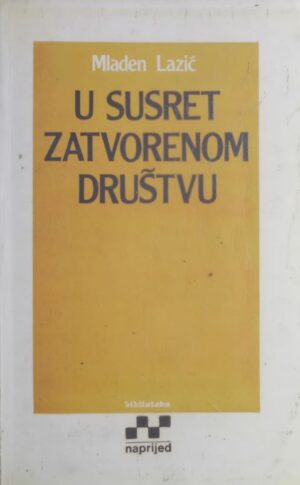 Mladen Lazić
U SUSRET
ZATVORENOM
DRUŠTVU
biblioteka
naprijed